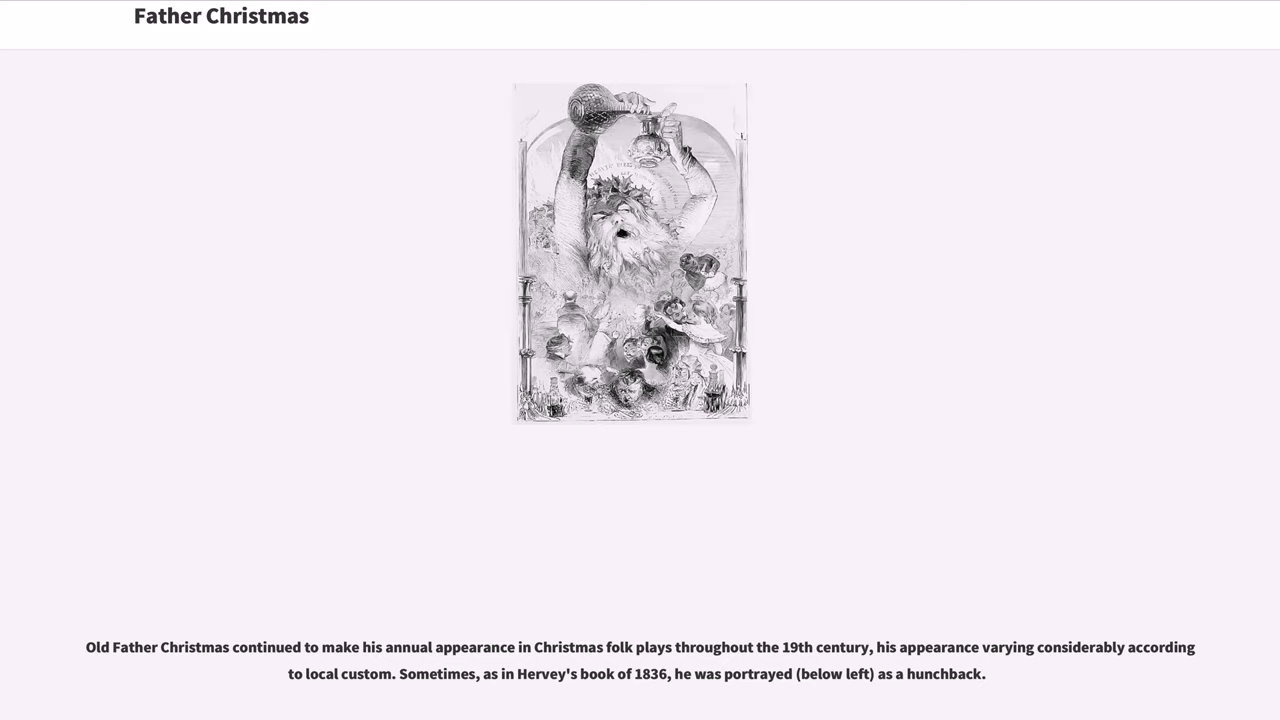 Father Christmas
Old Father Christmas continued to make his annual appearance in Christmas folk plays throughout the 19th century, his appearance varying considerably according
to local custom. Sometimes, as in Hervey's book of 1836, he was portrayed (below left) as a hunchback.